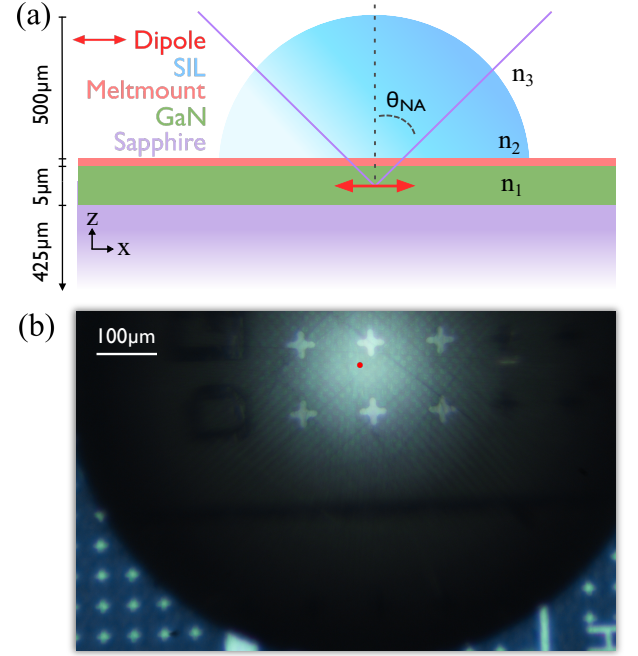 (a)
Dipole
SIL
Meltmount
GaN
Sapphire
500μm
5μm
425μm
θNA
n3
n2
n1
z
x
(b)
100μm
D
H